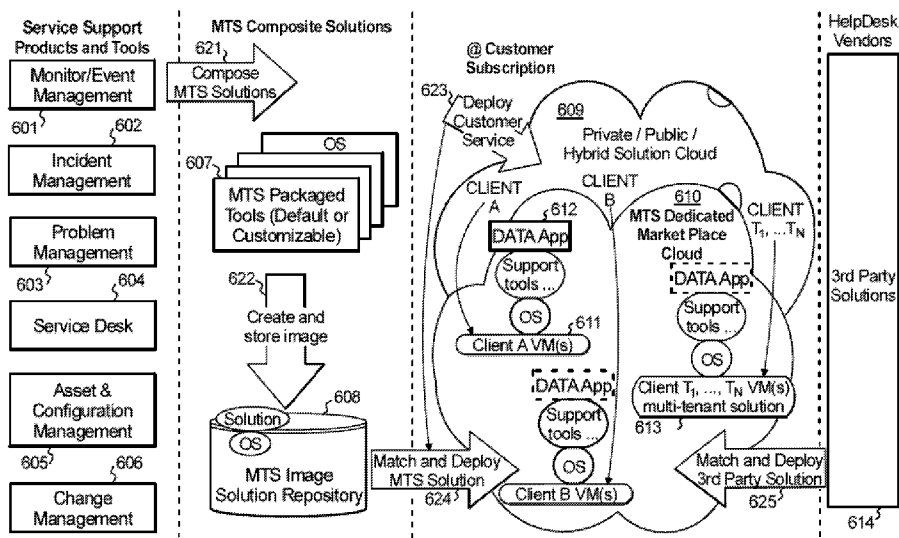 Service Support
Products and Tools
Monitor/Event
Management
601
602
Incident
Management
Problem
Management
603
604
Service Desk
Asset &
Configuration
Management
605
606
Change
Management
MTS Composite Solutions
621
Compose
MTS Solutions
607
OS
MTS Packaged
Tools (Default or
Customizable)
622
Create and
store image
608
Solution
OS
MTS Image
Solution Repository
@ Customer
Subscription
623
Deploy
Customer
Service
609
Private / Public /
Hybrid Solution Cloud
CLIENT
A
CLIENT
B
610
MTS Dedicated
Market Place
Cloud
CLIENT
T1, ...TN
612
DATA App
Support
tools ...
OS
611
Client A VM(s)
DATA App
Support
tools ...
OS
Client T1, ..., TN VM(s)
multi-tenant solution
613
DATA App
Support
tools ...
OS
Client B VM(s)
Match and Deploy
MTS Solution
624
Match and Deploy
3rd Party Solution
625
HelpDesk
Vendors
3rd Party
Solutions
614